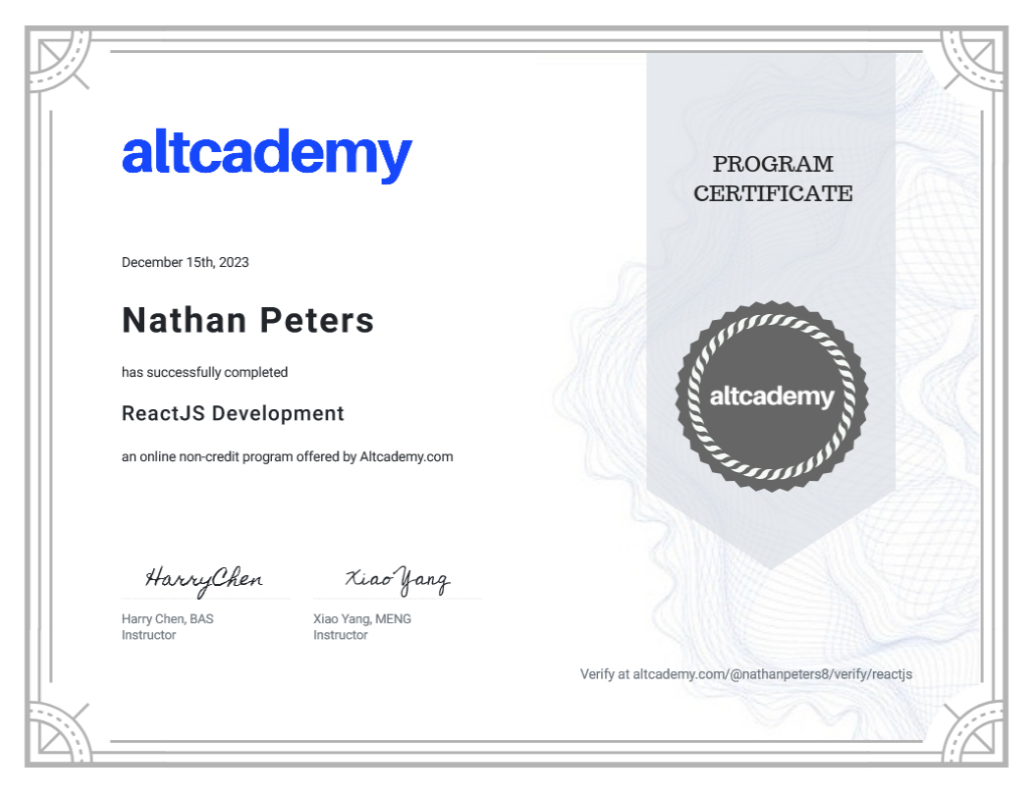 altcademy
PROGRAM
CERTIFICATE
December 15th, 2023
Nathan Peters
has successfully completed
ReactJS Development
an online non-credit program offered by Altcademy.com
altcademy
HarryChen
Xiao Yang
Harry Chen, BAS
Instructor
Xiao Yang, MENG
Instructor
Verify at altcademy.com/@nathanpeters8/verify/reactjs